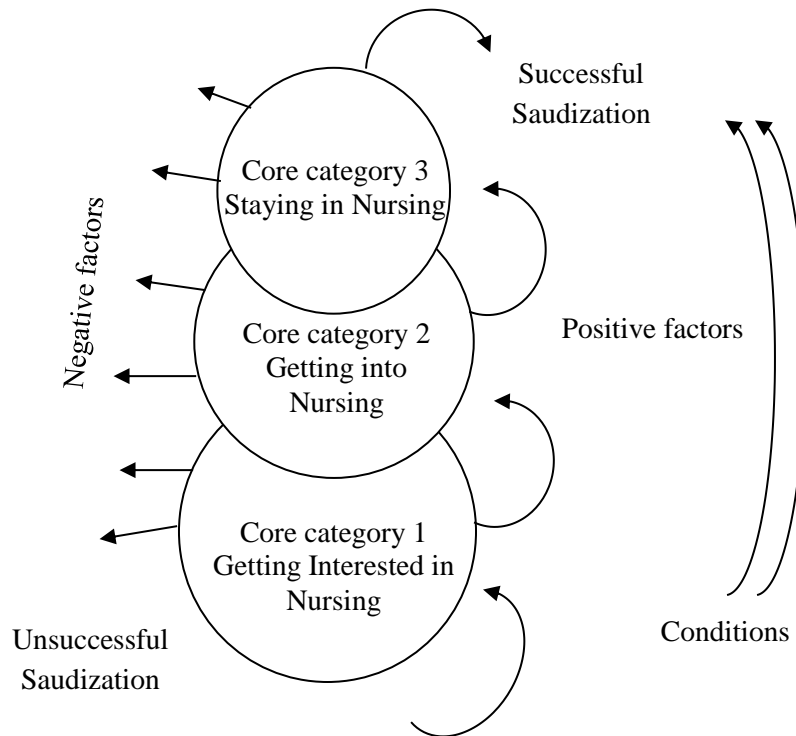 Successful
Saudization
Core category 3
Staying in Nursing
Negative factors
Core category 2
Getting into
Nursing
Positive factors
Core category 1
Getting Interested in
Nursing
Unsuccessful
Saudization
Conditions